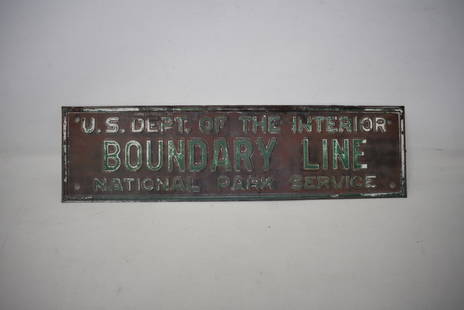 U.S. DEPT. OF THE INTERIOR
BOUNDARY LINE
NATIONAL PARK SERVICE